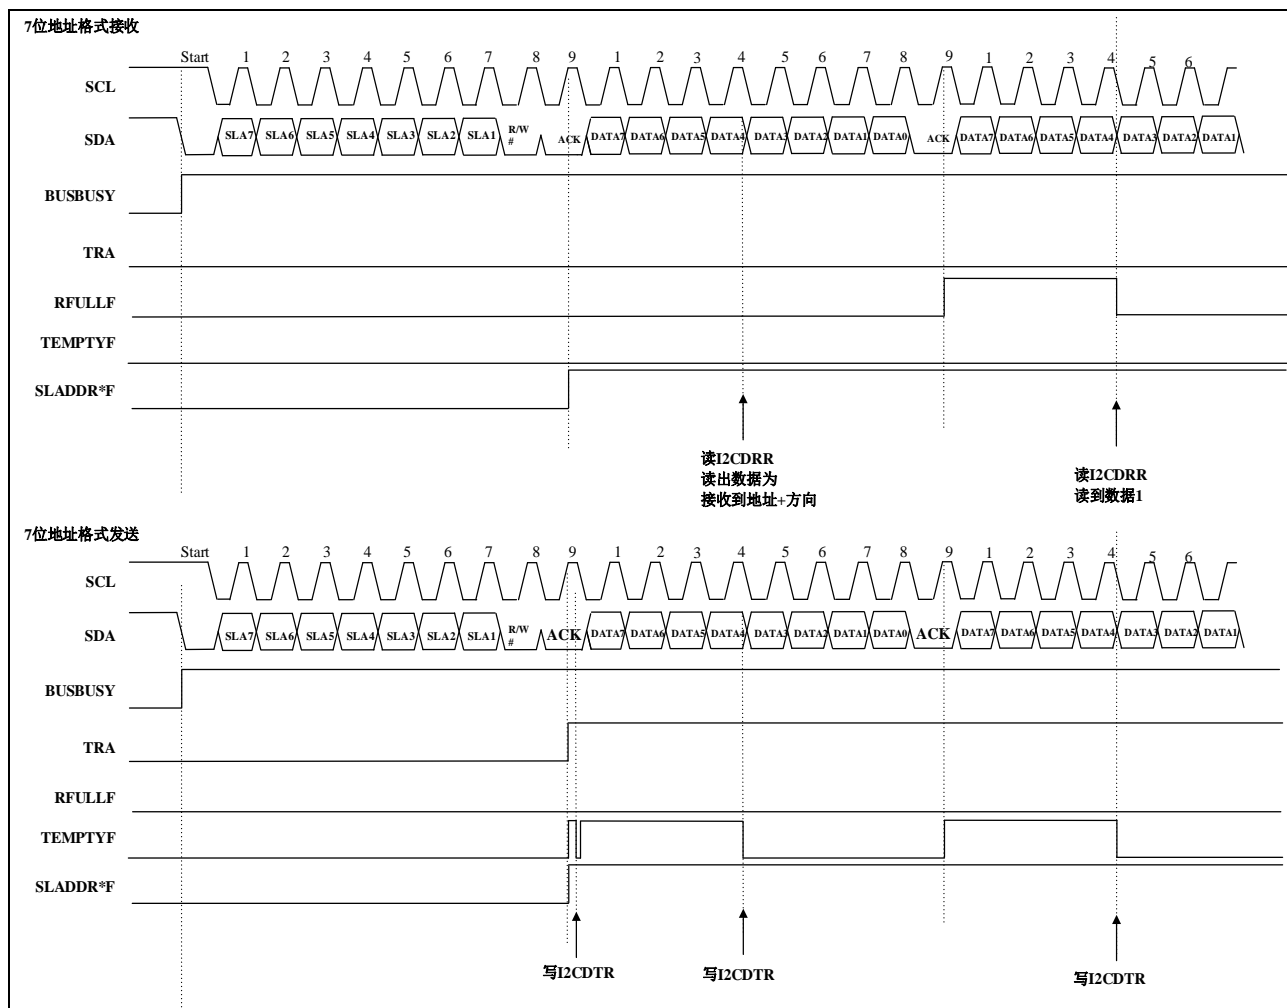 7位地址格式接收
Start 1 2 3 4 5 6 7 8 9 1 2 3 4 5 6 7 8 9 1 2 3 4 5 6
SCL
SDA SLA7 SLA6 SLA5 SLA4 SLA3 SLA2 SLA1 R/W # ACK DATA7 DATA6 DATA5 DATA4 DATA3 DATA2 DATA1 DATA0 ACK DATA7 DATA6 DATA5 DATA4 DATA3 DATA2 DATA1
BUSBUSY
TRA
RFULLF
TEMPTYF
SLADDR*F
读I2CDRR
读出数据为
接收到地址+方向
读I2CDRR
读到数据1
7位地址格式发送
Start 1 2 3 4 5 6 7 8 9 1 2 3 4 5 6 7 8 9 1 2 3 4 5 6
SCL
SDA SLA7 SLA6 SLA5 SLA4 SLA3 SLA2 SLA1 R/W # ACK DATA7 DATA6 DATA5 DATA4 DATA3 DATA2 DATA1 DATA0 ACK DATA7 DATA6 DATA5 DATA4 DATA3 DATA2 DATA1
BUSBUSY
TRA
RFULLF
TEMPTYF
SLADDR*F
写I2CDTR 写I2CDTR 写I2CDTR